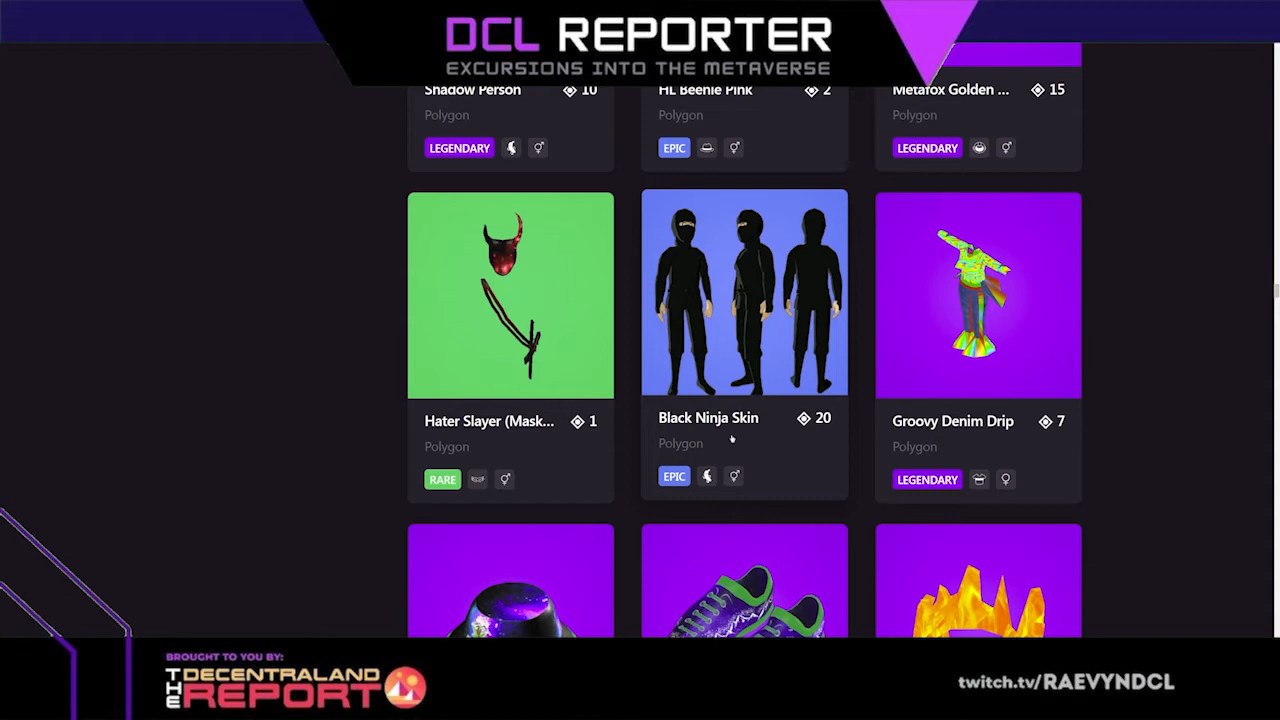 DCL REPORTER
EXCURSIONS INTO THE METAVERSE
Shadow Person 10
Polygon
LEGENDARY
HL Beenie Pink 2
Polygon
EPIC
Metafox Golden ... 15
Polygon
LEGENDARY
Hater Slayer (Mask... 1
Polygon
RARE
Black Ninja Skin 20
Polygon
EPIC
Groovy Denim Drip 7
Polygon
LEGENDARY
BROUGHT TO YOU BY:
THE DECENTRALAND
REPORT
twitch.tv/RAEVYNDCL